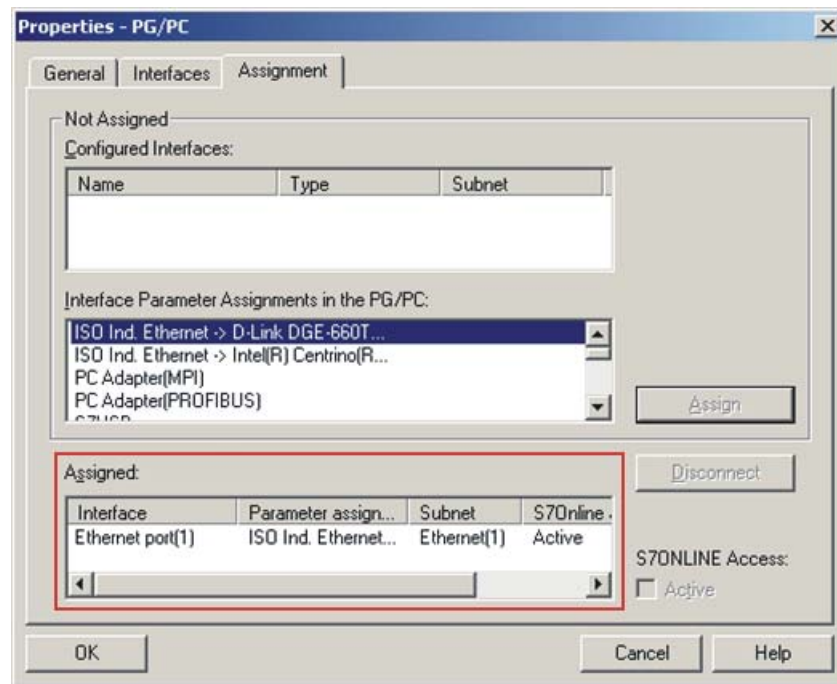 Properties - PG/PC
General Interfaces Assignment
Not Assigned
Configured Interfaces:
Name Type Subnet
Interface Parameter Assignments in the PG/PC:
ISO Ind. Ethernet -> D-Link DGE-660T...
ISO Ind. Ethernet -> Intel(R) Centrino(R...
PC Adapter(MPI)
PC Adapter(PROFIBUS)
Assign
Assigned:
Disconnect
Interface Parameter assign... Subnet S7Online
Ethernet port(1) ISO Ind. Ethernet... Ethernet(1) Active
S7ONLINE Access:
Active
OK Cancel Help